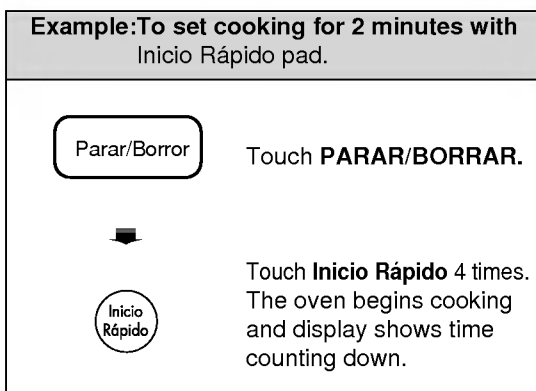 Example:To set cooking for 2 minutes with
Inicio Rápido pad.
Parar/Borror
Touch PARAR/BORRAR.
Inicio
Rápido
Touch Inicio Rápido 4 times.
The oven begins cooking
and display shows time
counting down.